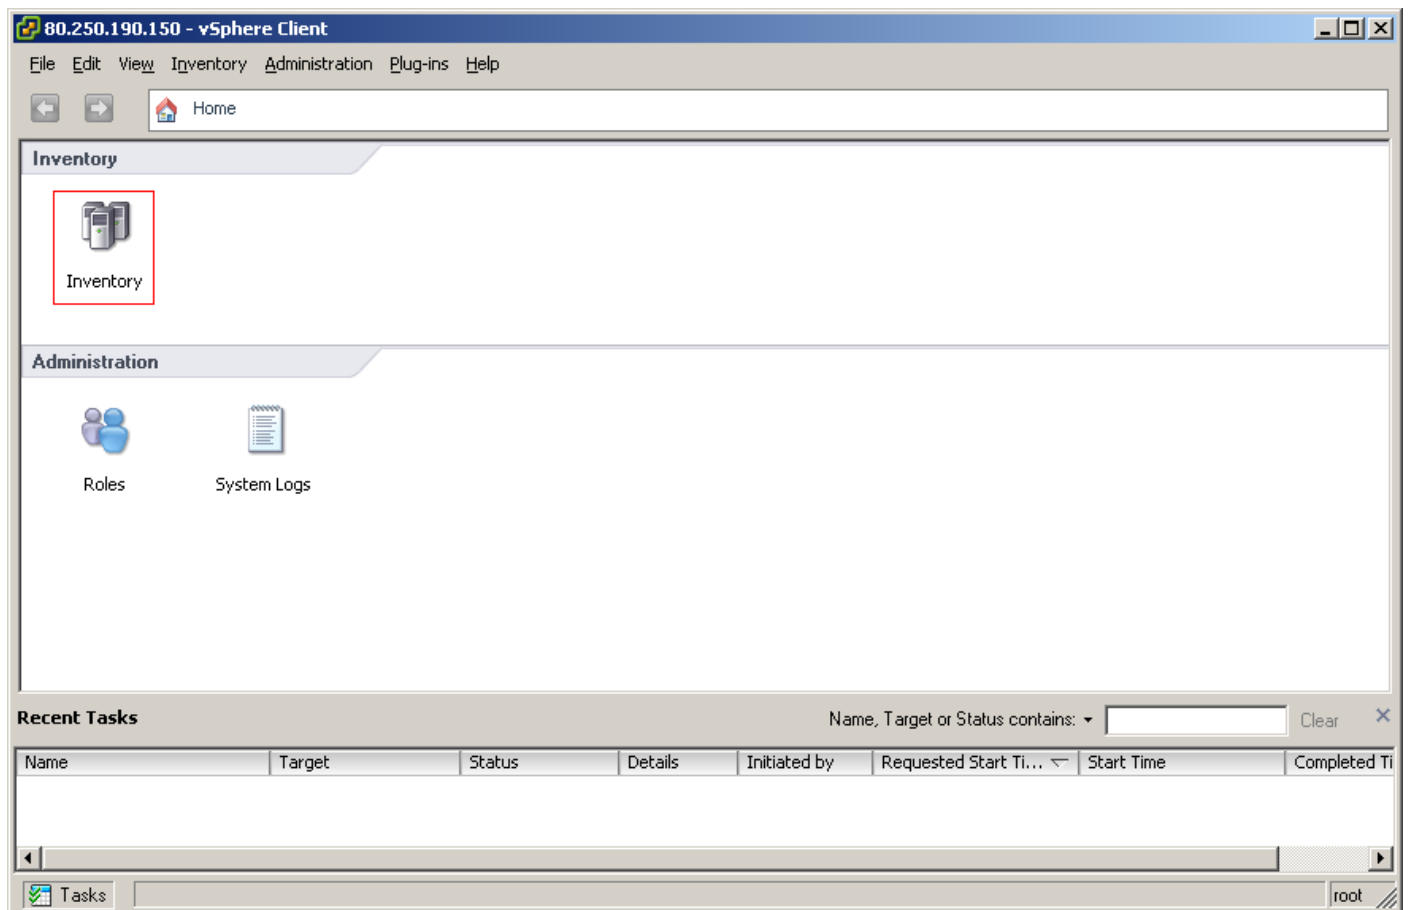 80.250.190.150 - vSphere Client
File Edit View Inventory Administration Plug-ins Help
Home
Inventory
Inventory
Administration
Roles System Logs
Recent Tasks Name, Target or Status contains: Clear
Name Target Status Details Initiated by Requested Start Ti... Start Time Completed Ti
Tasks root